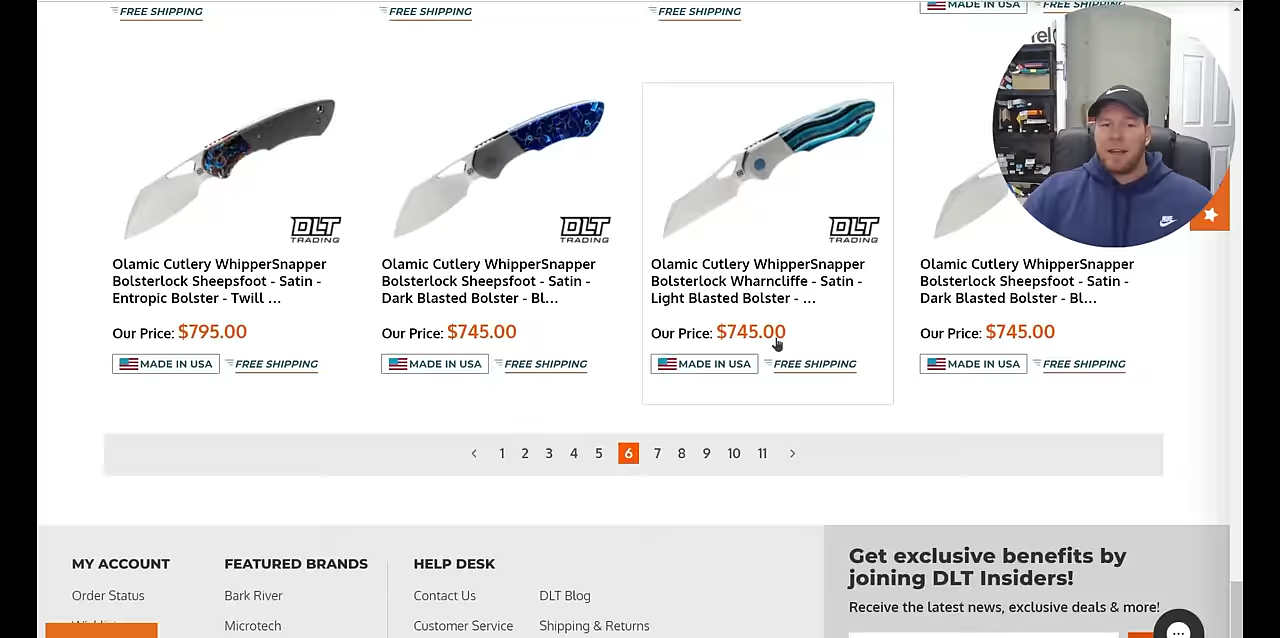 FREE SHIPPING
FREE SHIPPING
FREE SHIPPING
MADE IN USA
FREE SHIPPING
DLT
TRADING
DLT
TRADING
DLT
TRADING
Olamic Cutlery WhipperSnapper
Bolsterlock Sheepsfoot - Satin -
Entropic Bolster - Twill ...
Our Price: $795.00
MADE IN USA
FREE SHIPPING
Olamic Cutlery WhipperSnapper
Bolsterlock Sheepsfoot - Satin -
Dark Blasted Bolster - Bl...
Our Price: $745.00
MADE IN USA
FREE SHIPPING
Olamic Cutlery WhipperSnapper
Bolsterlock Wharncliffe - Satin -
Light Blasted Bolster - ...
Our Price: $745.00
MADE IN USA
FREE SHIPPING
Olamic Cutlery WhipperSnapper
Bolsterlock Sheepsfoot - Satin -
Dark Blasted Bolster - Bl...
Our Price: $745.00
MADE IN USA
FREE SHIPPING
‹ 1 2 3 4 5 6 7 8 9 10 11 ›
MY ACCOUNT
Order Status
FEATURED BRANDS
Bark River
Microtech
HELP DESK
Contact Us
DLT Blog
Customer Service
Shipping & Returns
Get exclusive benefits by
joining DLT Insiders!
Receive the latest news, exclusive deals & more!